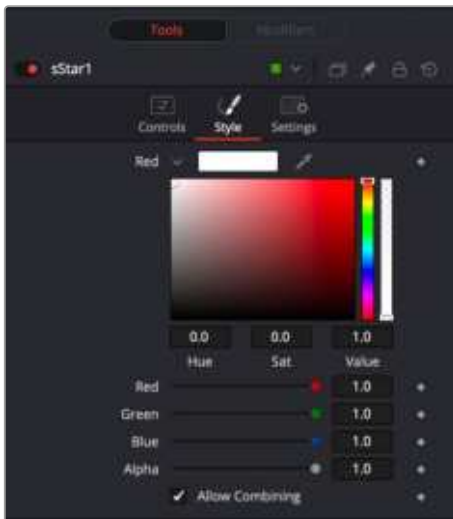 Tools Modifiers
sStar1
Controls Style Settings
Red
0.0 0.0 1.0
Hue Sat Value
Red 1.0
Green 1.0
Blue 1.0
Alpha 1.0
Allow Combining